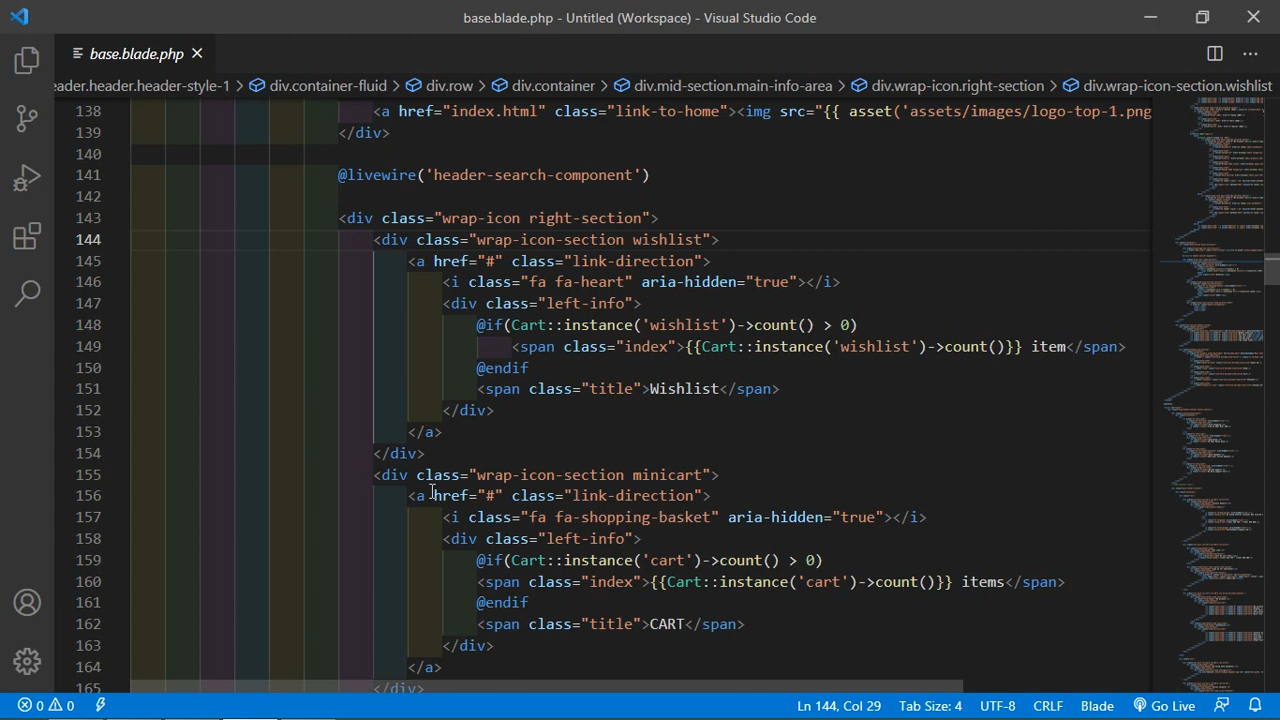 base.blade.php - Untitled (Workspace) - Visual Studio Code
base.blade.php
eader.header.header-style-1 > div.container-fluid > div.row > div.container > div.mid-section.main-info-area > div.wrap-icon.right-section > div.wrap-icon-section.wishlist
138 <a href="index.html" class="link-to-home"><img src="{{ asset('assets/images/logo-top-1.png
139 </div>
140
141 @livewire('header-search-component')
142
143 <div class="wrap-icon right-section">
144 <div class="wrap-icon-section wishlist">
145 <a href="#" class="link-direction">
146 <i class="fa fa-heart" aria-hidden="true"></i>
147 <div class="left-info">
148 @if(Cart::instance('wishlist')->count() > 0)
149 <span class="index">{{Cart::instance('wishlist')->count()}} item</span>
150 @endif
151 <span class="title">Wishlist</span>
152 </div>
153 </a>
154 </div>
155 <div class="wrap-icon-section minicart">
156 <a href="#" class="link-direction">
157 <i class="fa fa-shopping-basket" aria-hidden="true"></i>
158 <div class="left-info">
159 @if(Cart::instance('cart')->count() > 0)
160 <span class="index">{{Cart::instance('cart')->count()}} items</span>
161 @endif
162 <span class="title">CART</span>
163 </div>
164 </a>
165 </div>
0 0 Ln 144, Col 29 Tab Size: 4 UTF-8 CRLF Blade Go Live